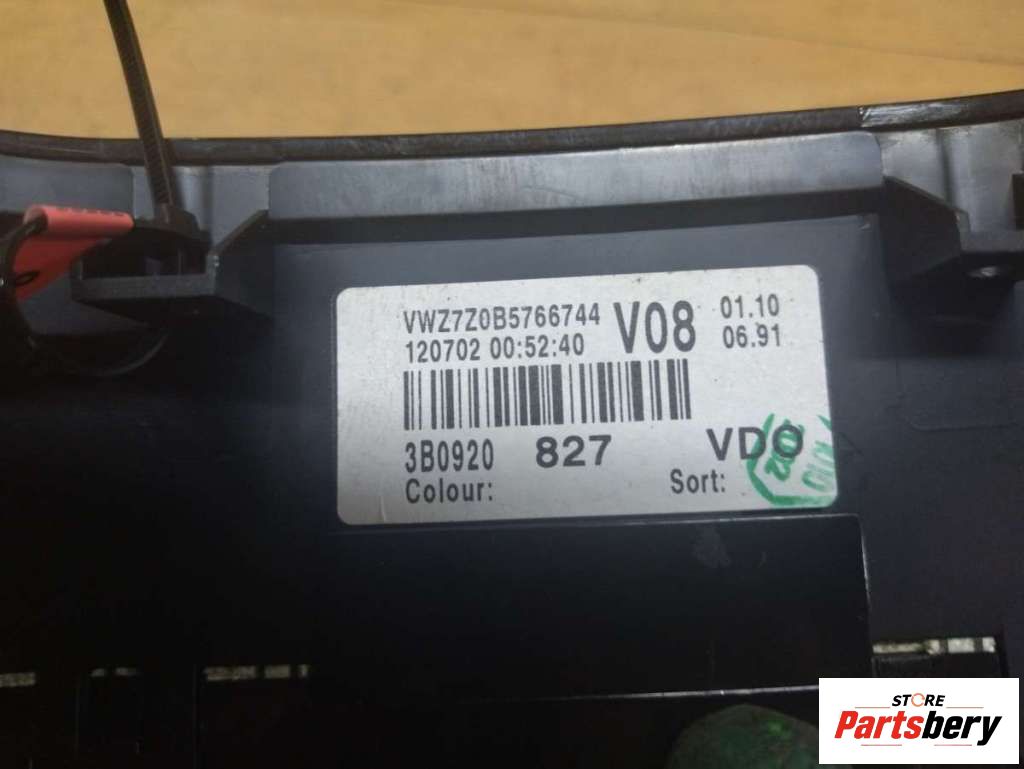 VWZ7Z0B5766744 V08 01.10
120702 00:52:40 06.91
3B0920 827 VDO
Colour: Sort:
STORE
Partsbery